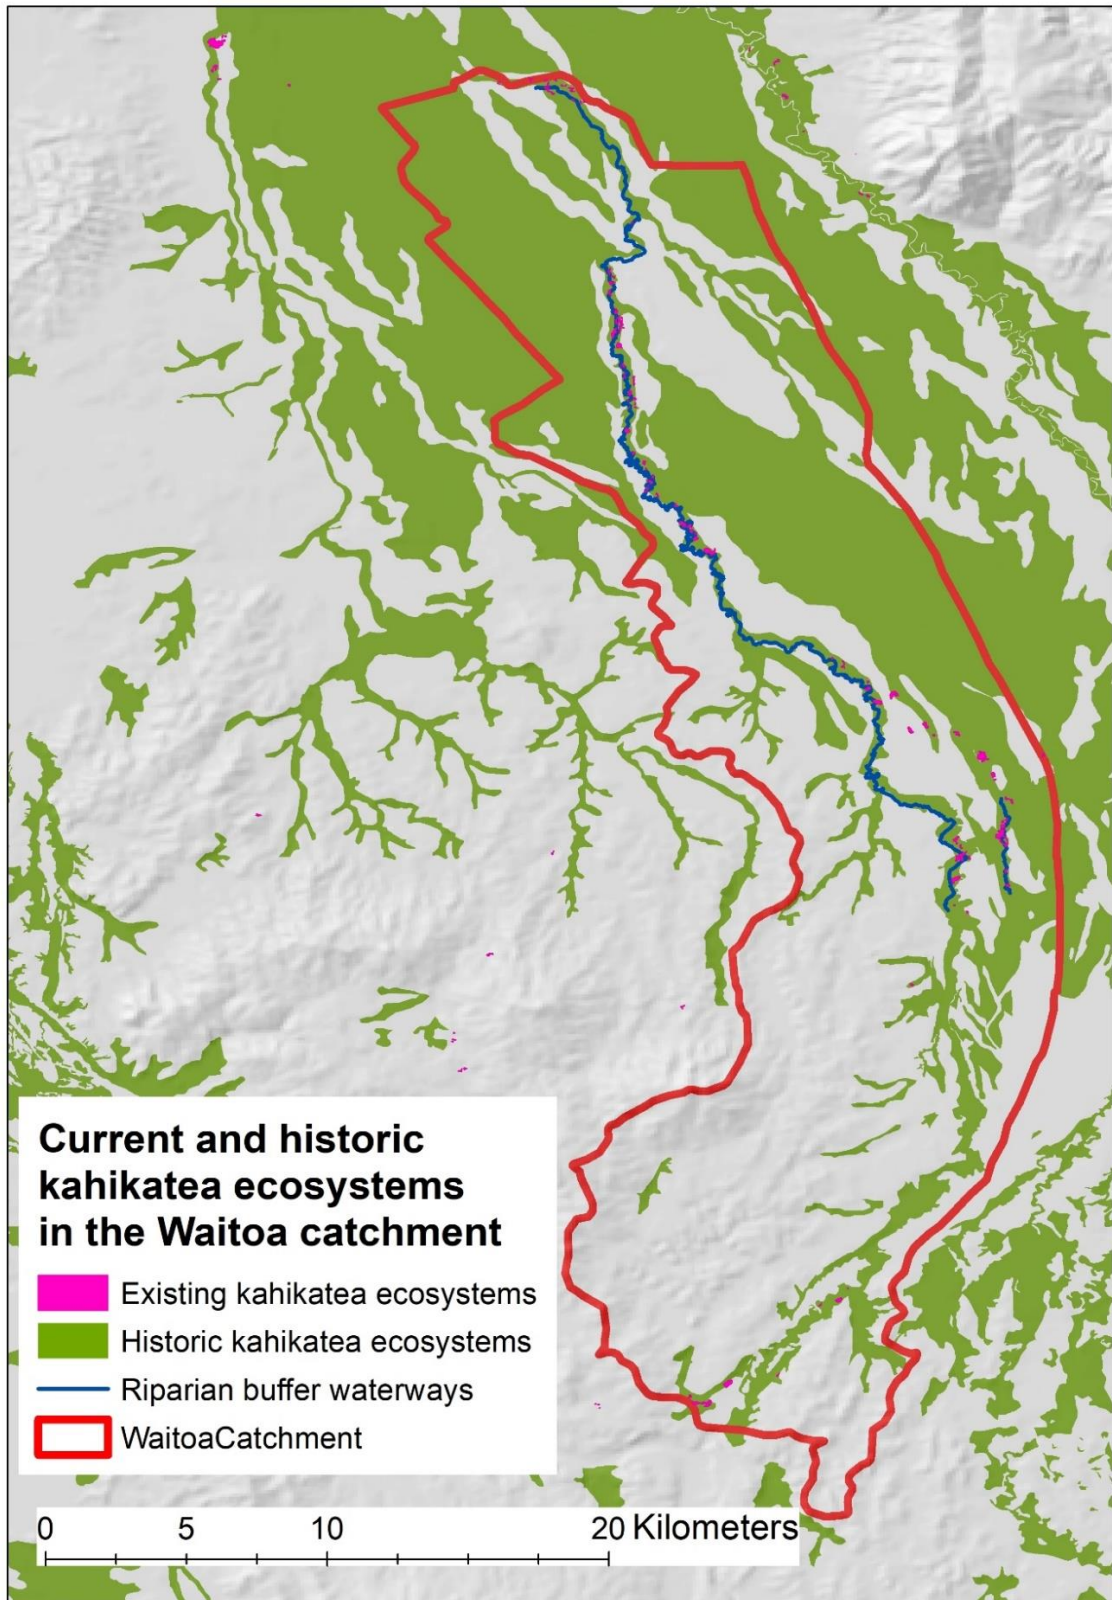 Current and historic
kahikatea ecosystems
in the Waitoa catchment
Existing kahikatea ecosystems
Historic kahikatea ecosystems
Riparian buffer waterways
WaitoaCatchment
0 5 10 20 Kilometers